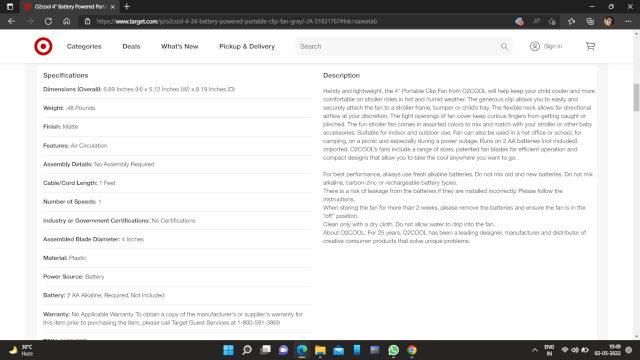 O2cool 4" Battery Powered Porta
https://www.target.com/p/o2cool-4-34-battery-powered-portable-clip-fan-gray/-/A-51831767#lnk=sametab
Categories
Deals
What's New
Pickup & Delivery
Search
Sign in
Specifications
Dimensions (Overall): 6.89 Inches (H) x 5.12 Inches (W) x 8.19 Inches (D)
Weight: .48 Pounds
Finish: Matte
Features: Air Circulation
Assembly Details: No Assembly Required
Cable/Cord Length: 1 Feet
Number of Speeds: 1
Industry or Government Certifications: No Certifications
Assembled Blade Diameter: 4 Inches
Material: Plastic
Power Source: Battery
Battery: 2 AA Alkaline, Required, Not Included
Warranty: No Applicable Warranty. To obtain a copy of the manufacturer's or supplier's warranty for
this item prior to purchasing the item, please call Target Guest Services at 1-800-591-3869
Description
Handy and lightweight, the 4" Portable Clip Fan from O2COOL will help keep your child cooler and more
comfortable on stroller rides in hot and humid weather. The generous clip allows you to easily and
securely attach the fan to a stroller frame, bumper or child's tray. The flexible neck allows for directional
airflow at your discretion. The tight openings of fan cover keep curious fingers from getting caught or
pinched. The fun stroller fan comes in assorted colors to mix and match with your stroller or other baby
accessories. Suitable for indoor and outdoor use. Fan can also be used in a hot office or school, for
camping, on a picnic and especially during a power outage. Runs on 2 AA batteries (not included).
Imported. O2COOL's fans include a range of sizes, patented fan blades for efficient operation and
compact designs that allow you to take the cool anywhere you want to go.
For best performance, always use fresh alkaline batteries. Do not mix old and new batteries. Do not mix
alkaline, carbon-zinc or rechargeable battery types.
There is a risk of leakage from the batteries if they are installed incorrectly. Please follow the
instructions.
When storing the fan for more than 2 weeks, please remove the batteries and ensure the fan is in the
"off" position.
Clean only with a dry cloth. Do not allow water to drip into the fan.
About O2COOL: For 25 years, O2COOL has been a leading designer, manufacturer and distributor of
creative consumer products that solve unique problems.
30°C
Haze
ENG
IN
19:49
02-05-2022